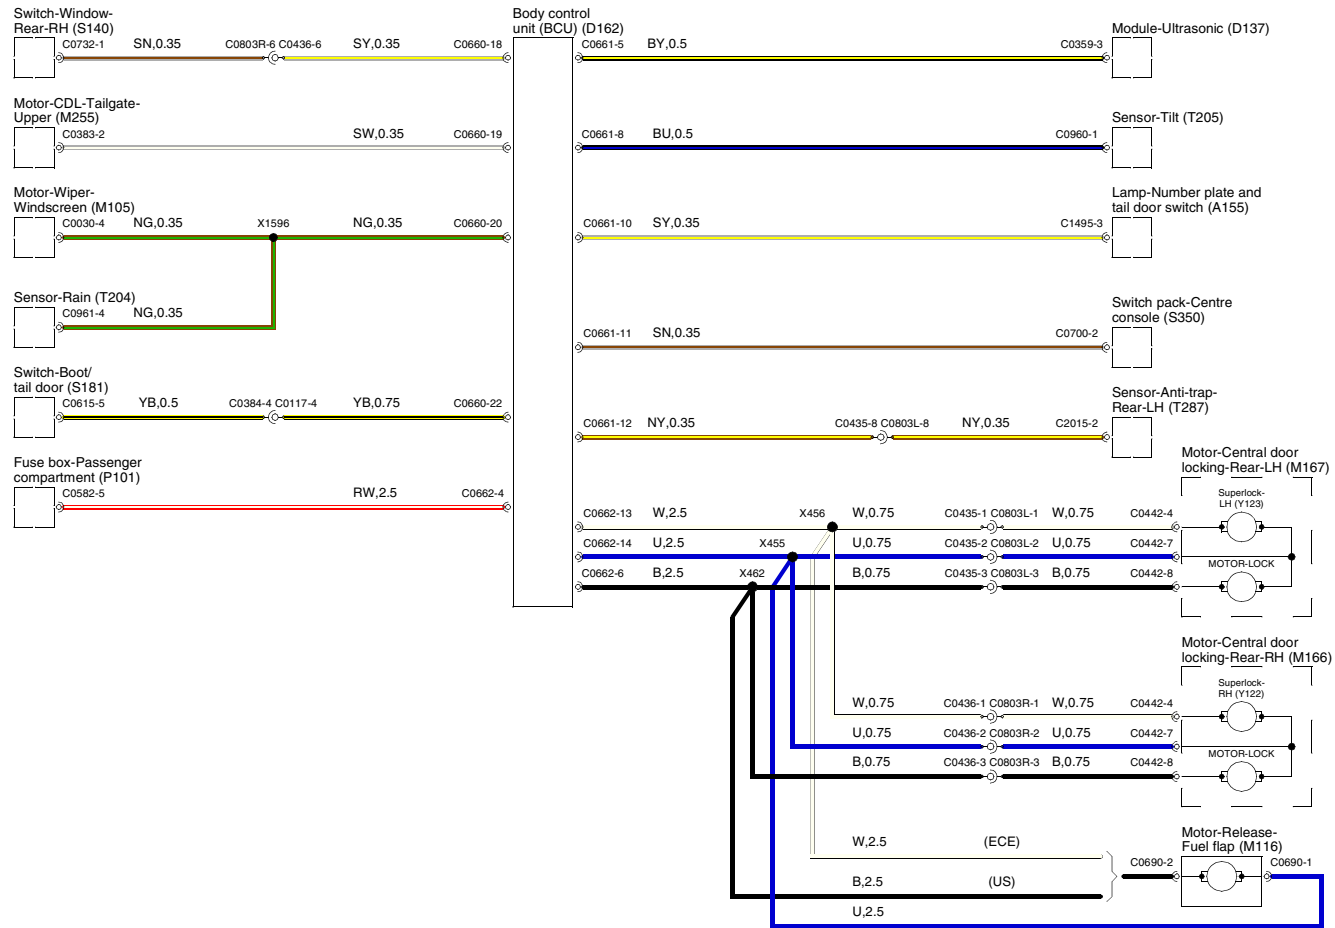 Switch-Window-
Rear-RH (S140)
C0732-1 SN,0.35 C0803R-6 C0436-6 SY,0.35 C0660-18
Motor-CDL-Tailgate-
Upper (M255)
C0383-2 SW,0.35 C0660-19
Motor-Wiper-
Windscreen (M105)
C0030-4 NG,0.35 X1596 NG,0.35 C0660-20
Sensor-Rain (T204)
C0961-4 NG,0.35
Switch-Boot/
tail door (S181)
C0615-5 YB,0.5 C0384-4 C0117-4 YB,0.75 C0660-22
Fuse box-Passenger
compartment (P101)
C0582-5 RW,2.5 C0662-4
Body control
unit (BCU) (D162)
Module-Ultrasonic (D137)
C0661-5 BY,0.5 C0359-3
Sensor-Tilt (T205)
C0661-8 BU,0.5 C0960-1
Lamp-Number plate and
tail door switch (A155)
C0661-10 SY,0.35 C1495-3
Switch pack-Centre
console (S350)
C0661-11 SN,0.35 C0700-2
Sensor-Anti-trap-
Rear-LH (T287)
C0661-12 NY,0.35 C0435-8 C0803L-8 NY,0.35 C2015-2
Motor-Central door
locking-Rear-LH (M167)
Superlock-
LH (Y123)
C0662-13 W,2.5 X456 W,0.75 C0435-1 C0803L-1 W,0.75 C0442-4
C0662-14 U,2.5 X455 U,0.75 C0435-2 C0803L-2 U,0.75 C0442-7
MOTOR-LOCK
C0662-6 B,2.5 X462 B,0.75 C0435-3 C0803L-3 B,0.75 C0442-8
Motor-Central door
locking-Rear-RH (M166)
Superlock-
RH (Y122)
W,0.75 C0436-1 C0803R-1 W,0.75 C0442-4
U,0.75 C0436-2 C0803R-2 U,0.75 C0442-7
MOTOR-LOCK
B,0.75 C0436-3 C0803R-3 B,0.75 C0442-8
Motor-Release-
Fuel flap (M116)
W,2.5 (ECE)
C0690-2 C0690-1
B,2.5 (US)
U,2.5